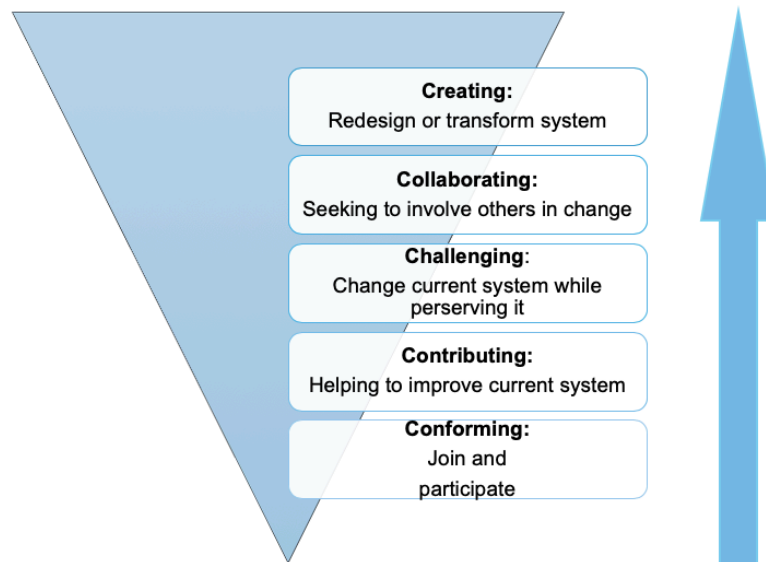 Creating:
Redesign or transform system
Collaborating:
Seeking to involve others in change
Challenging:
Change current system while
perserving it
Contributing:
Helping to improve current system
Conforming:
Join and
participate